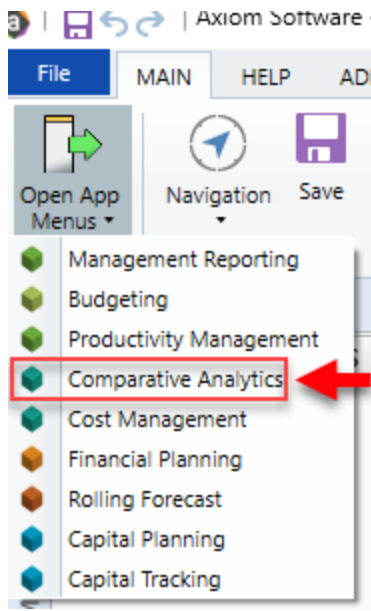 Axiom Software -
File MAIN HELP
Open App Menus ▾ Navigation Save
Management Reporting
Budgeting
Productivity Management
Comparative Analytics
Cost Management
Financial Planning
Rolling Forecast
Capital Planning
Capital Tracking